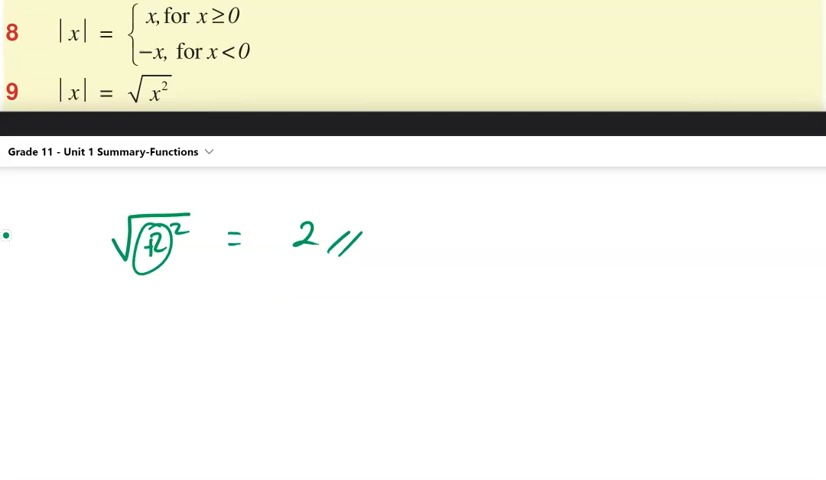 8 |x| = { x, for x ≥ 0
−x, for x < 0
9 |x| = √x²
Grade 11 - Unit 1 Summary-Functions
√(+2)² = 2 //